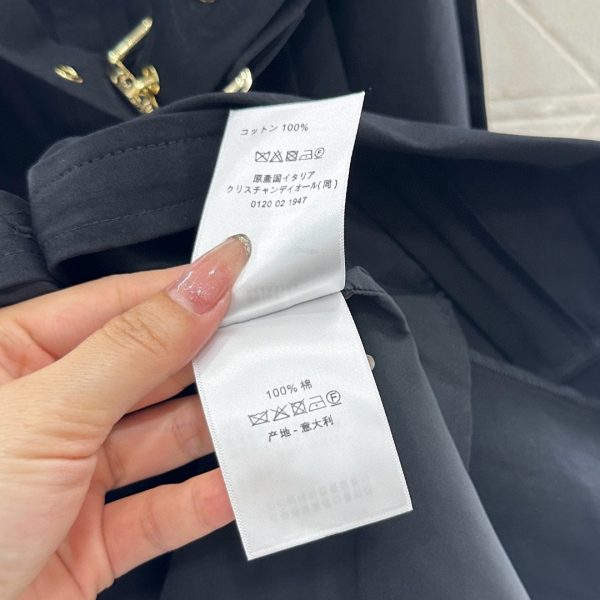 コットン 100%
原產国イタリア
クリスチャンディオール(同)
0120 02 1947
100% 棉
产地 - 意大利